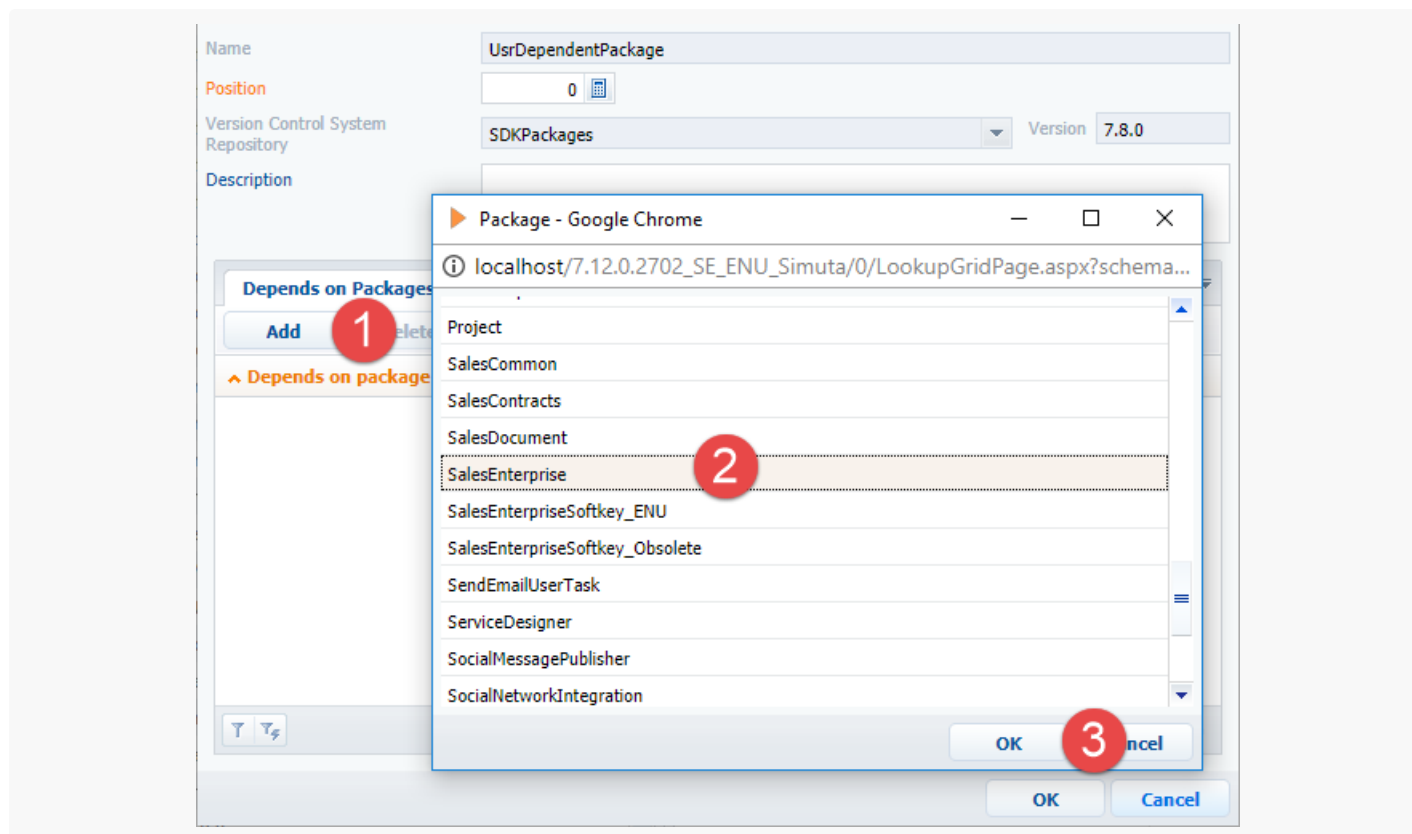 Name
UsrDependentPackage
Position
0
Version Control System
Repository
SDKPackages
Version
7.8.0
Description
Package - Google Chrome
localhost/7.12.0.2702_SE_ENU_Simuta/0/LookupGridPage.aspx?schema...
Depends on Packages
Add
1
elete
Depends on package
Project
SalesCommon
SalesContracts
SalesDocument
SalesEnterprise
2
SalesEnterpriseSoftkey_ENU
SalesEnterpriseSoftkey_Obsolete
SendEmailUserTask
ServiceDesigner
SocialMessagePublisher
SocialNetworkIntegration
OK
3
ncel
OK
Cancel